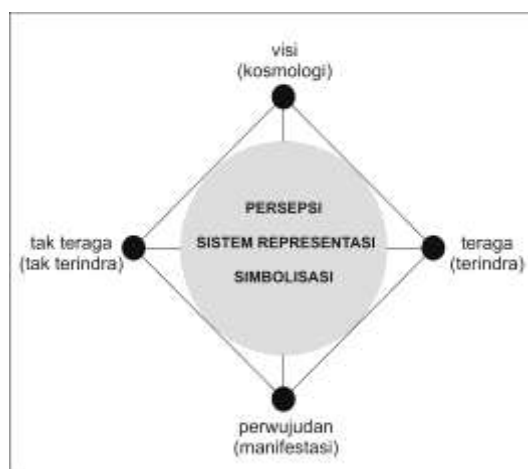 visi
(kosmologi)
PERSEPSI
tak teraga
(tak terindra)
SISTEM REPRESENTASI
teraga
(terindra)
SIMBOLISASI
perwujudan
(manifestasi)